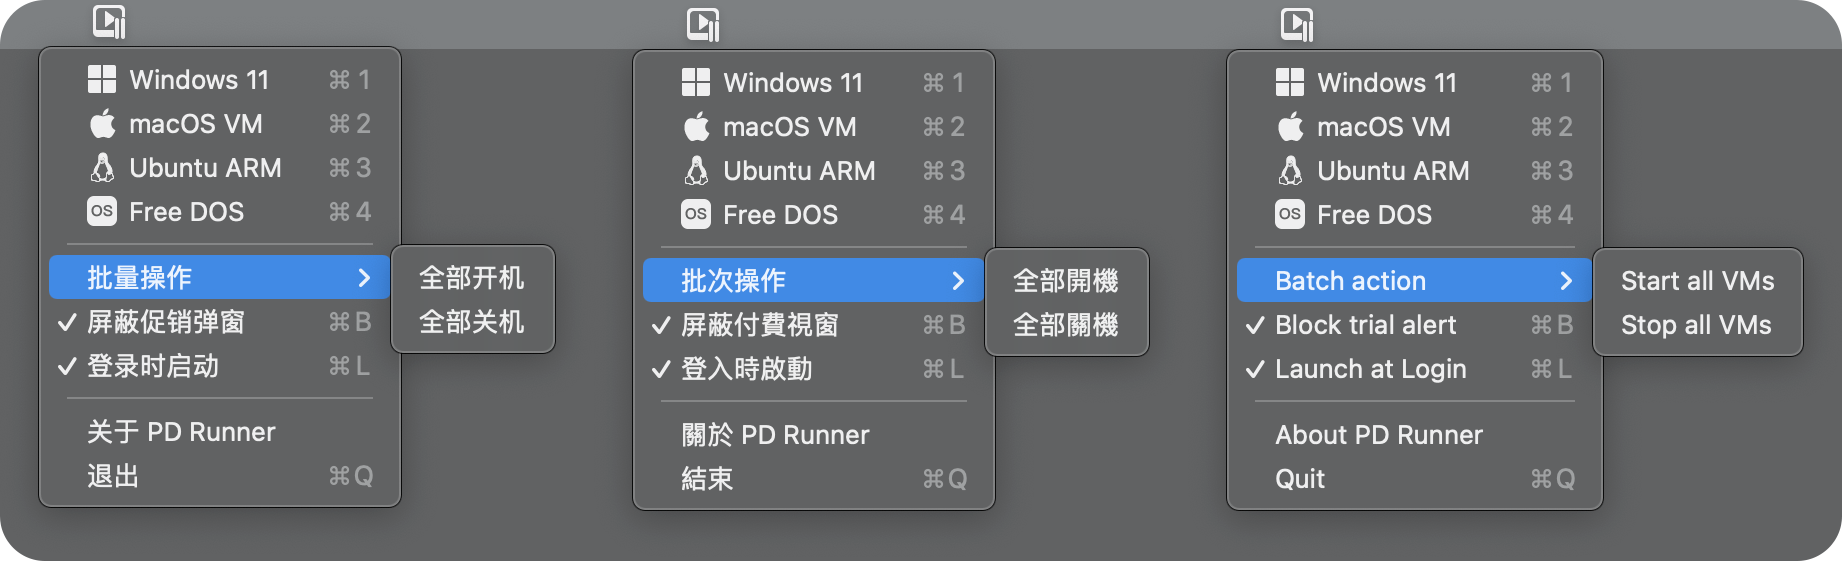 Windows 11 ⌘ 1
macOS VM ⌘ 2
Ubuntu ARM ⌘ 3
OS Free DOS ⌘ 4
批量操作
全部开机
全部关机
屏蔽促销弹窗 ⌘ B
登录时启动 ⌘ L
关于 PD Runner
退出 ⌘ Q
Windows 11 ⌘ 1
macOS VM ⌘ 2
Ubuntu ARM ⌘ 3
OS Free DOS ⌘ 4
批次操作
全部開機
全部關機
屏蔽付費視窗 ⌘ B
登入時啟動 ⌘ L
關於 PD Runner
結束 ⌘ Q
Windows 11 ⌘ 1
macOS VM ⌘ 2
Ubuntu ARM ⌘ 3
OS Free DOS ⌘ 4
Batch action
Start all VMs
Stop all VMs
Block trial alert ⌘ B
Launch at Login ⌘ L
About PD Runner
Quit ⌘ Q